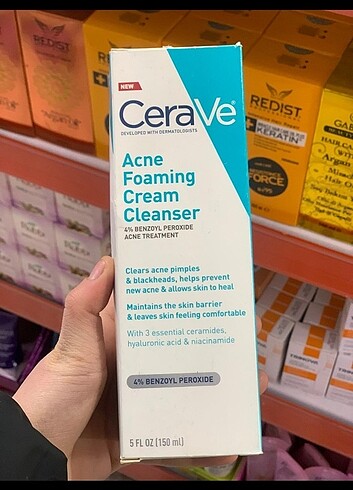 NEW
CeraVe
DEVELOPED WITH DERMATOLOGISTS
Acne
Foaming
Cream
Cleanser
4% BENZOYL PEROXIDE
ACNE TREATMENT
Clears acne pimples
& blackheads, helps prevent
new acne & allows skin to heal
Maintains the skin barrier
& leaves skin feeling comfortable
With 3 essential ceramides,
hyaluronic acid & niacinamide
4% BENZOYL PEROXIDE
5 FL OZ (150 ml)
REDIST
REDIST
KERATIN